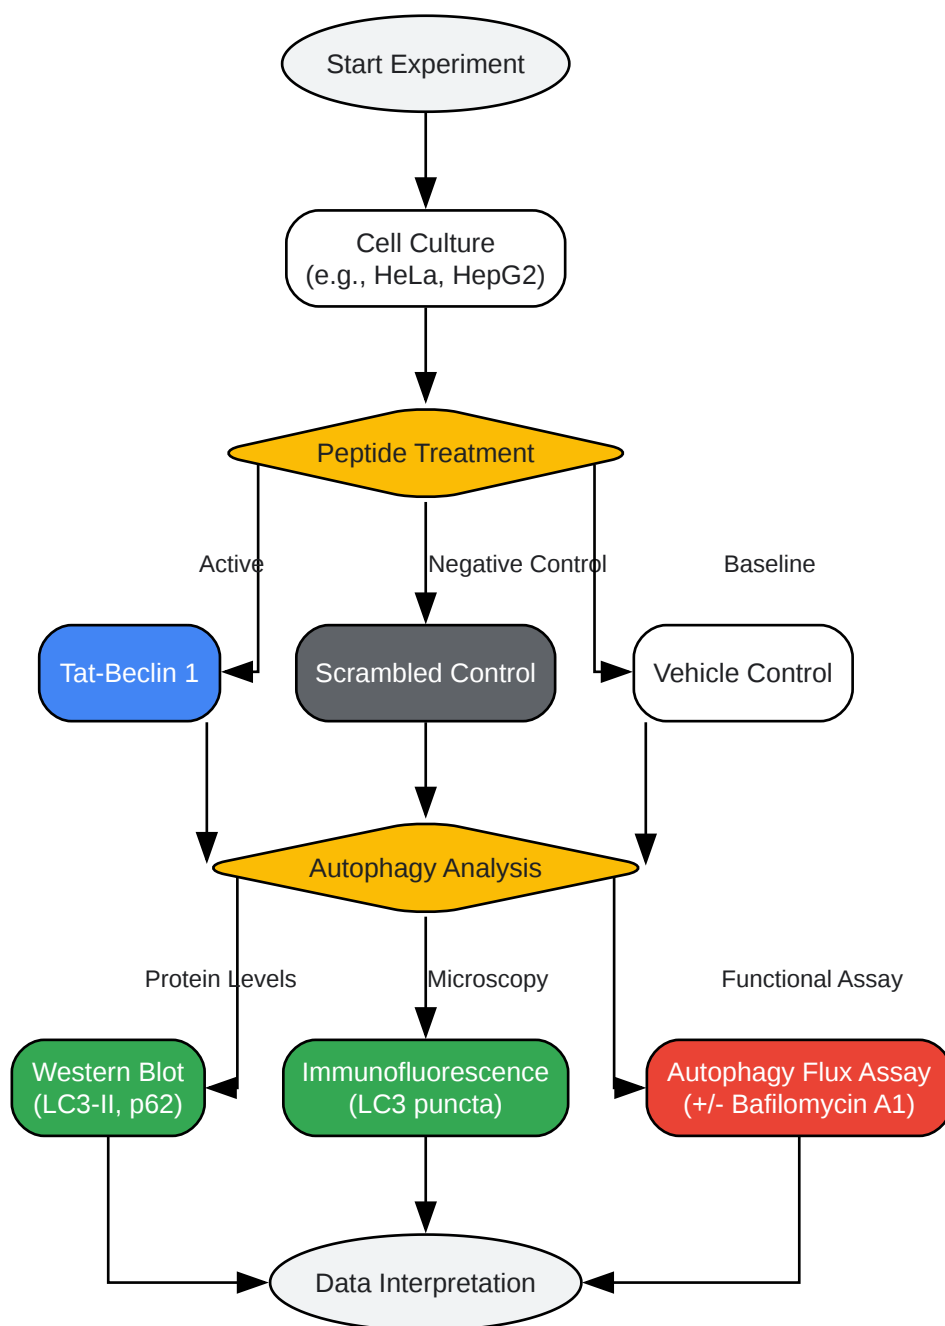 Start Experiment
Cell Culture
(e.g., HeLa, HepG2)
Peptide Treatment
Active
Negative Control
Baseline
Tat-Beclin 1
Scrambled Control
Vehicle Control
Autophagy Analysis
Protein Levels
Microscopy
Functional Assay
Western Blot
(LC3-II, p62)
Immunofluorescence
(LC3 puncta)
Autophagy Flux Assay
(+/- Bafilomycin A1)
Data Interpretation